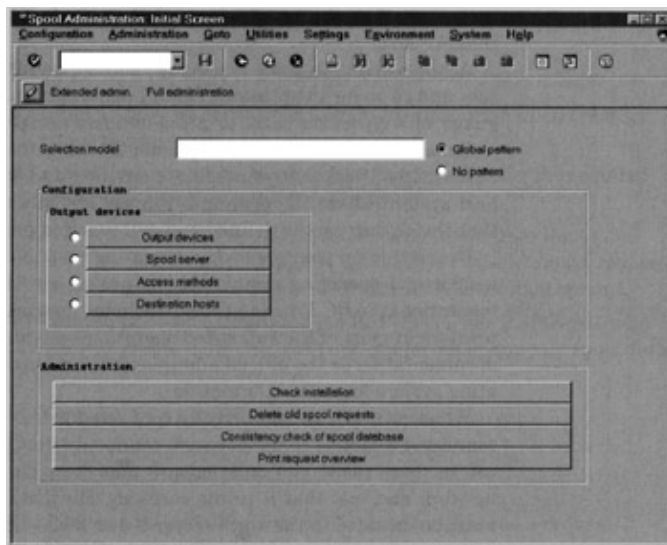 Spool Administration: Initial Screen
Configuration Administration Goto Utilities Settings Environment System Help
Extended admin. Full administration
Selection model Global pattern
No pattern
Configuration
Output devices
Output devices
Spool server
Access methods
Destination hosts
Administration
Check installation
Delete old spool requests
Consistency check of spool database
Print request overview